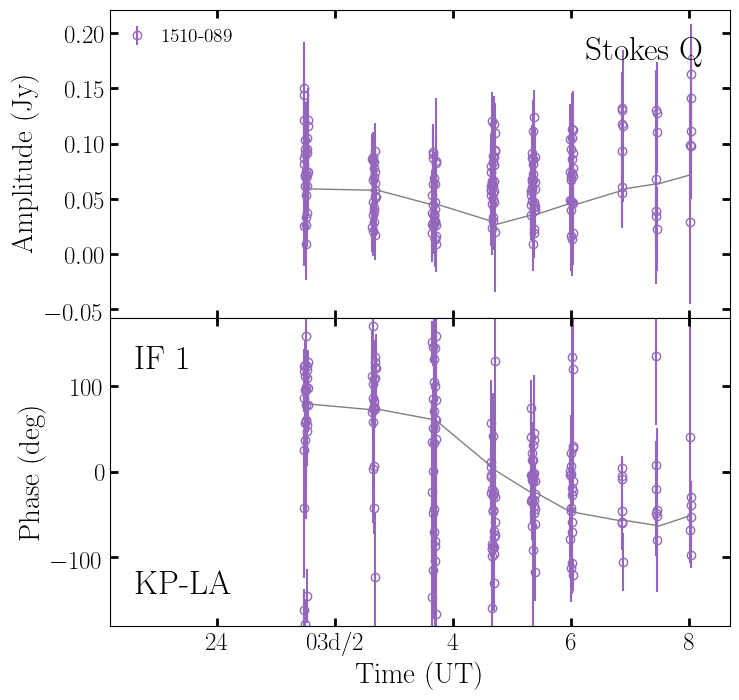 1510-089
Stokes Q
Amplitude (Jy)
0.20
0.15
0.10
0.05
0.00
−0.05
IF 1
KP-LA
Phase (deg)
100
0
−100
24 03d/2 4 6 8
Time (UT)